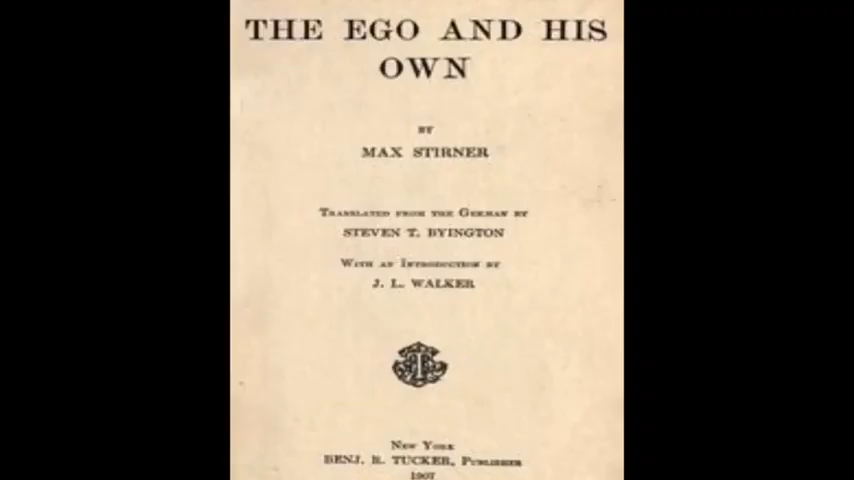 THE EGO AND HIS
OWN
BY
MAX STIRNER
TRANSLATED FROM THE GERMAN BY
STEVEN T. BYINGTON
WITH AN INTRODUCTION BY
J. L. WALKER
NEW YORK
BENJ. R. TUCKER, PUBLISHER
1907